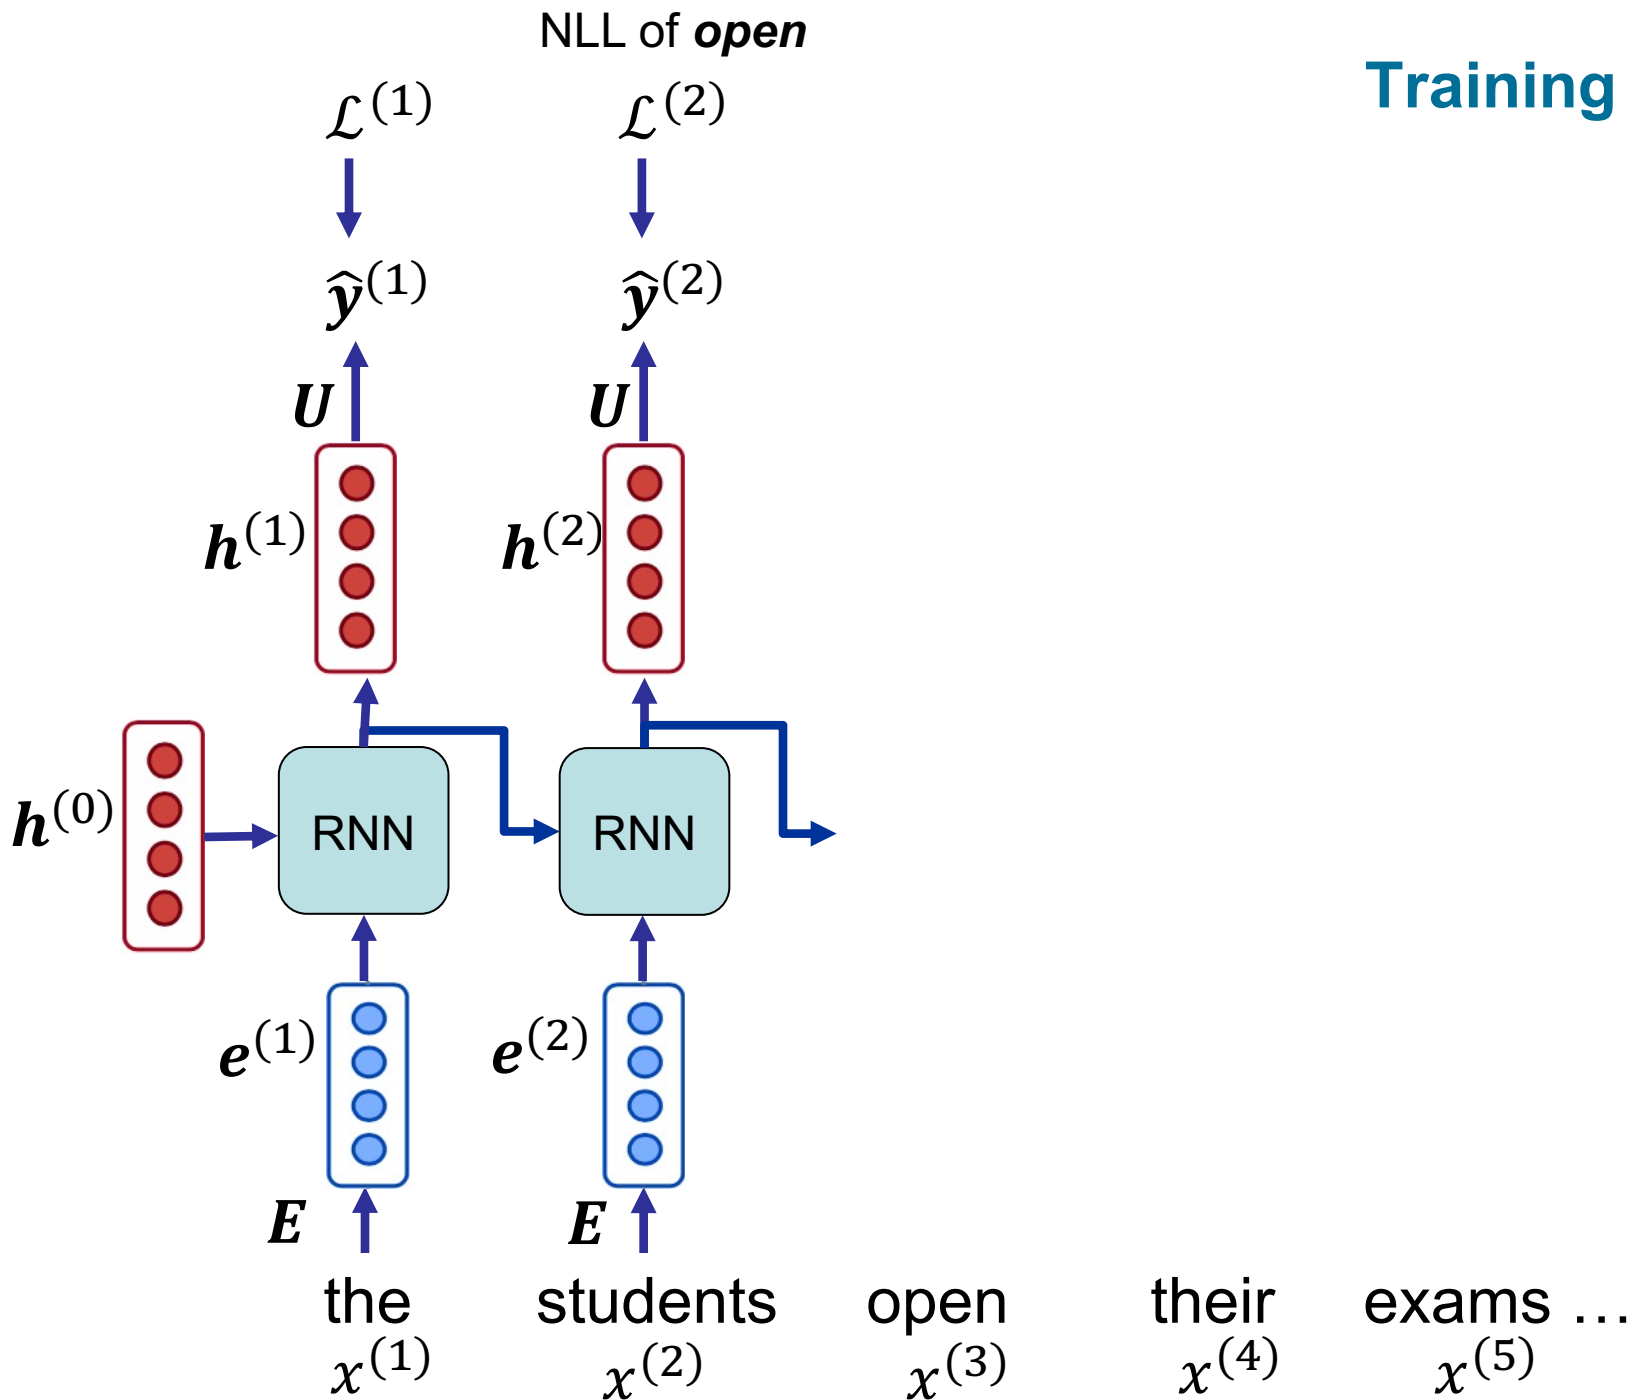 NLL of open
Training
ℒ⁽¹⁾ ℒ⁽²⁾
ŷ⁽¹⁾ ŷ⁽²⁾
U U
h⁽¹⁾ h⁽²⁾
h⁽⁰⁾ RNN RNN
e⁽¹⁾ e⁽²⁾
E E
the students open their exams …
x⁽¹⁾ x⁽²⁾ x⁽³⁾ x⁽⁴⁾ x⁽⁵⁾